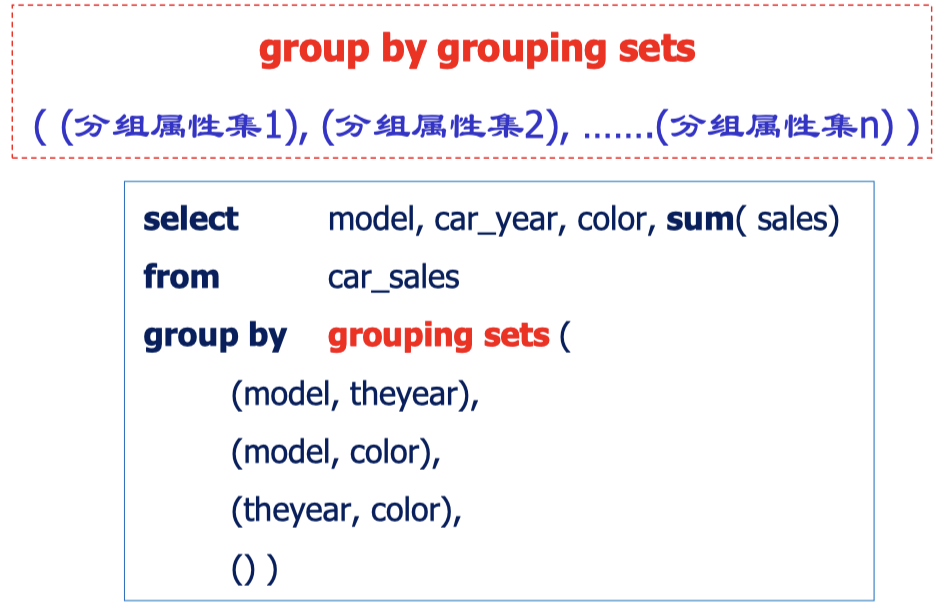 group by grouping sets
( (分组属性集1), (分组属性集2), .......(分组属性集n) )
select model, car_year, color, sum( sales)
from car_sales
group by grouping sets (
(model, theyear),
(model, color),
(theyear, color),
() )